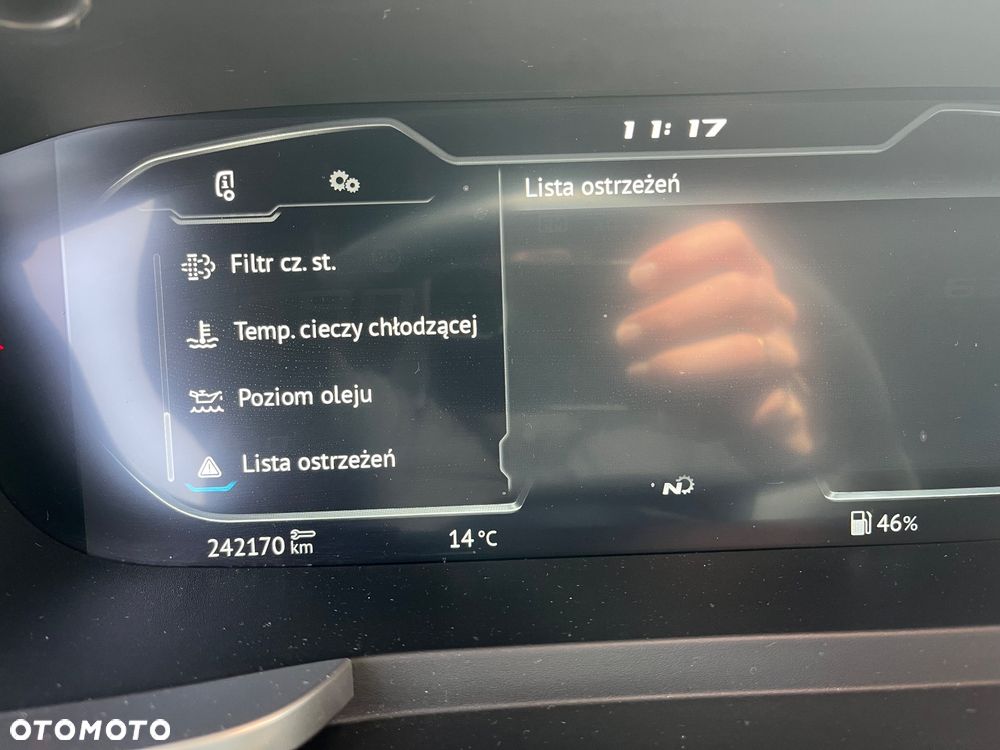 11:17
Lista ostrzeżeń
Filtr cz. st.
Temp. cieczy chłodzącej
Poziom oleju
Lista ostrzeżeń
N
242170 km
14 °C
46%
OTOMOTO